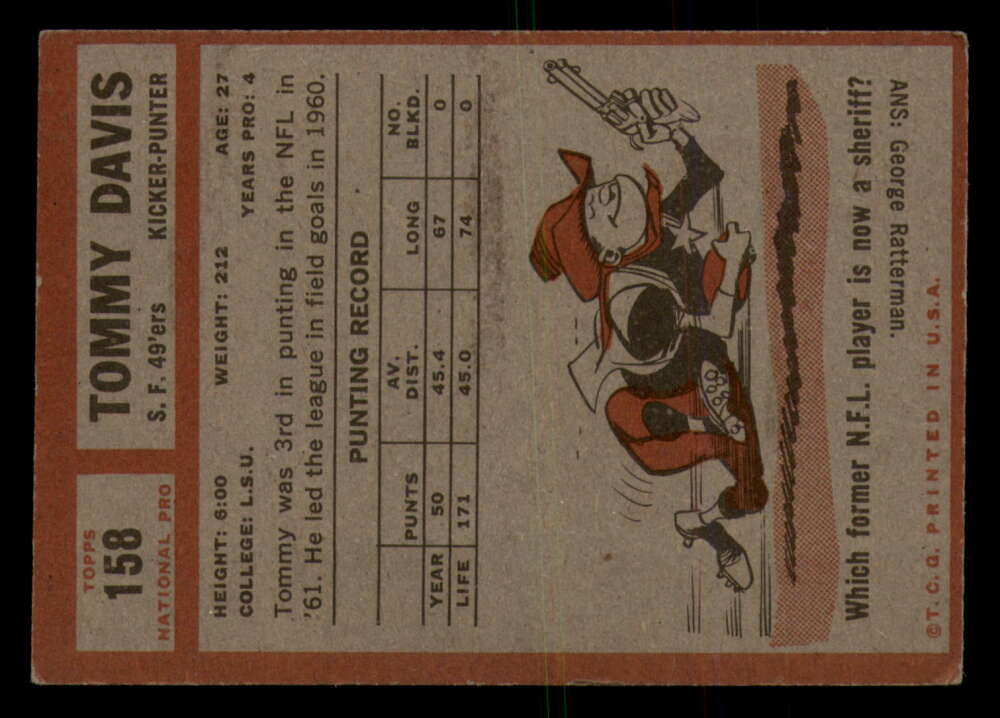 TOPPS
158
NATIONAL PRO
TOMMY DAVIS
S. F. 49'ers KICKER-PUNTER
HEIGHT: 6:00 WEIGHT: 212 AGE: 27
COLLEGE: L.S.U. YEARS PRO: 4
Tommy was 3rd in punting in the NFL in
'61. He led the league in field goals in 1960.
PUNTING RECORD
PUNTS AV. DIST. LONG NO. BLKD.
YEAR 50 45.4 67 0
LIFE 171 45.0 74 0
Which former N.F.L. player is now a sheriff?
ANS: George Ratterman.
©T. C. G. PRINTED IN U.S.A.